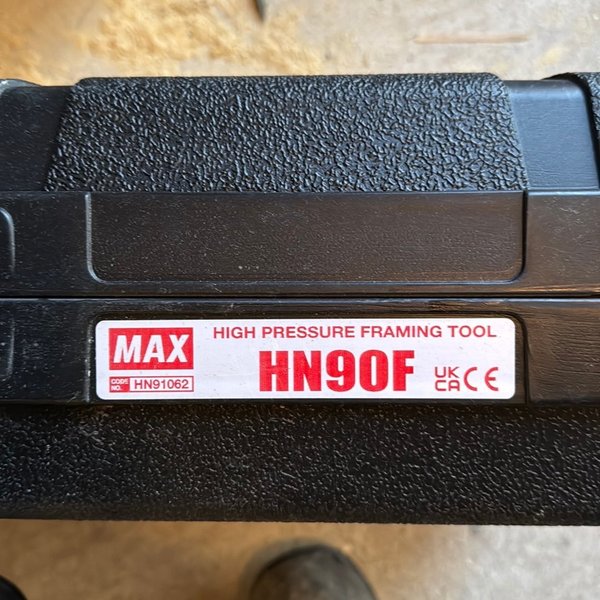 HIGH PRESSURE FRAMING TOOL
MAX
HN90F
UK
CA CE
CODE NO. HN91062